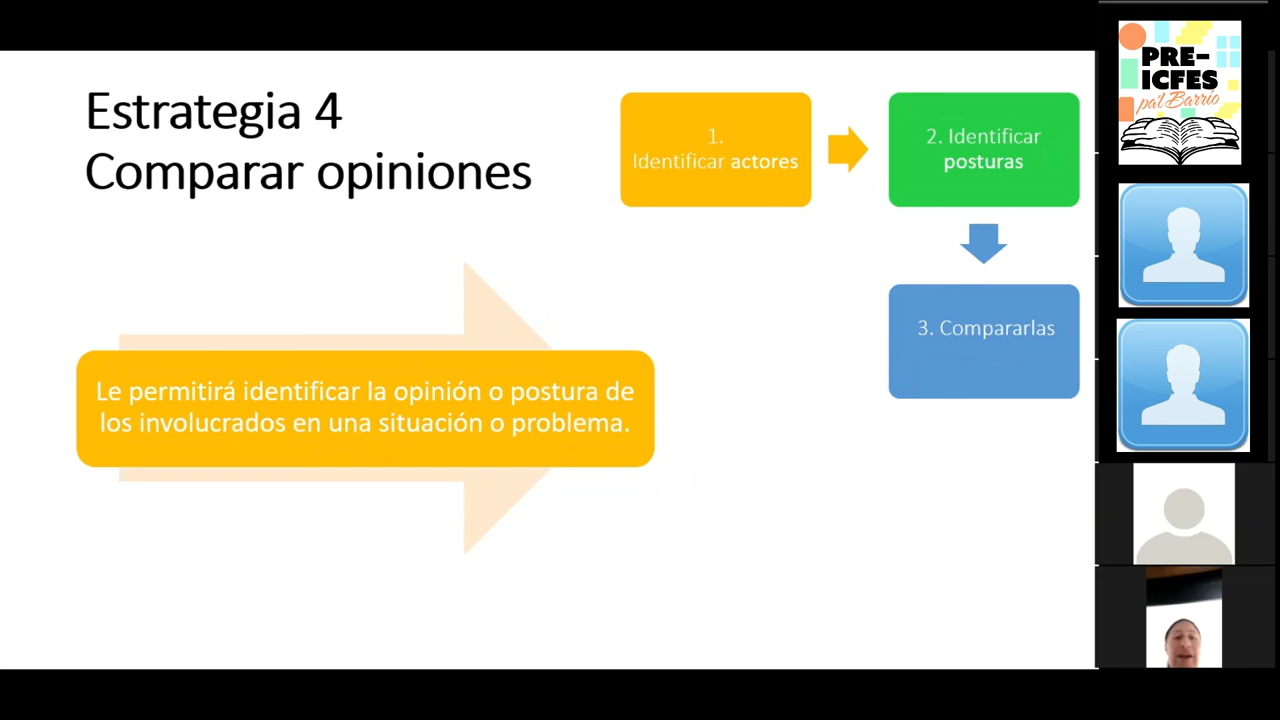 Estrategia 4
Comparar opiniones
1.
Identificar actores
2. Identificar
posturas
3. Compararlas
Le permitirá identificar la opinión o postura de
los involucrados en una situación o problema.
PRE-
ICFES
pa'l Barrio